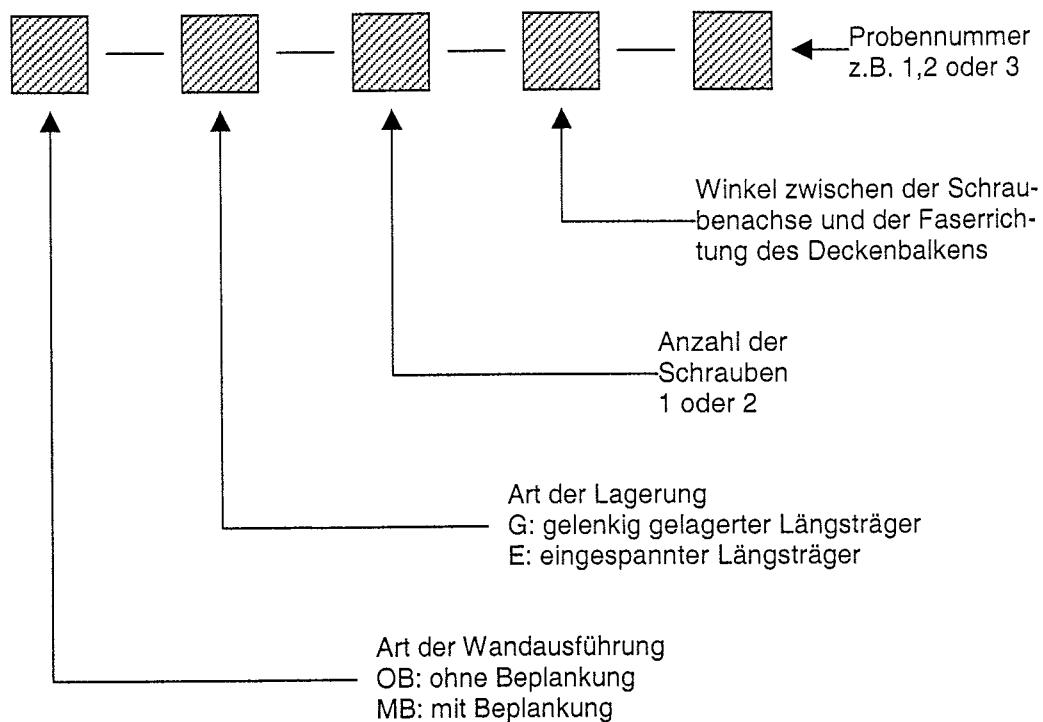 Probennummer
z.B. 1,2 oder 3
Winkel zwischen der Schrau-
benachse und der Faserrich-
tung des Deckenbalkens
Anzahl der
Schrauben
1 oder 2
Art der Lagerung
G: gelenkig gelagerter Längsträger
E: eingespannter Längsträger
Art der Wandausführung
OB: ohne Beplankung
MB: mit Beplankung